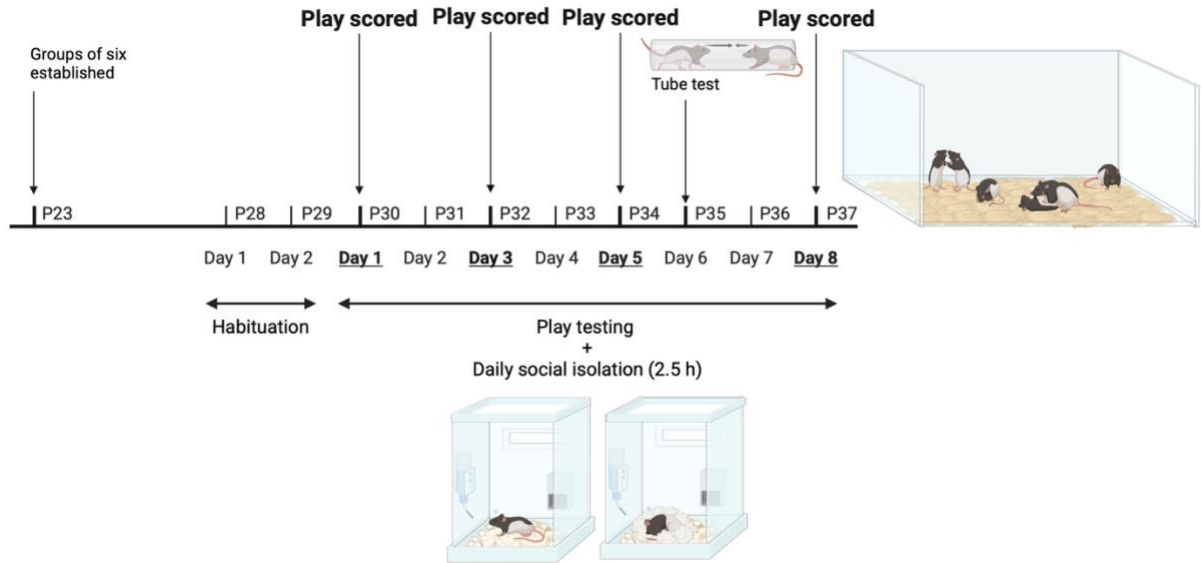 Play scored
Play scored
Play scored
Play scored
Groups of six
established
Tube test
P23
P28
P29
P30
P31
P32
P33
P34
P35
P36
P37
Day 1
Day 2
Day 1
Day 2
Day 3
Day 4
Day 5
Day 6
Day 7
Day 8
Habituation
Play testing
+
Daily social isolation (2.5 h)